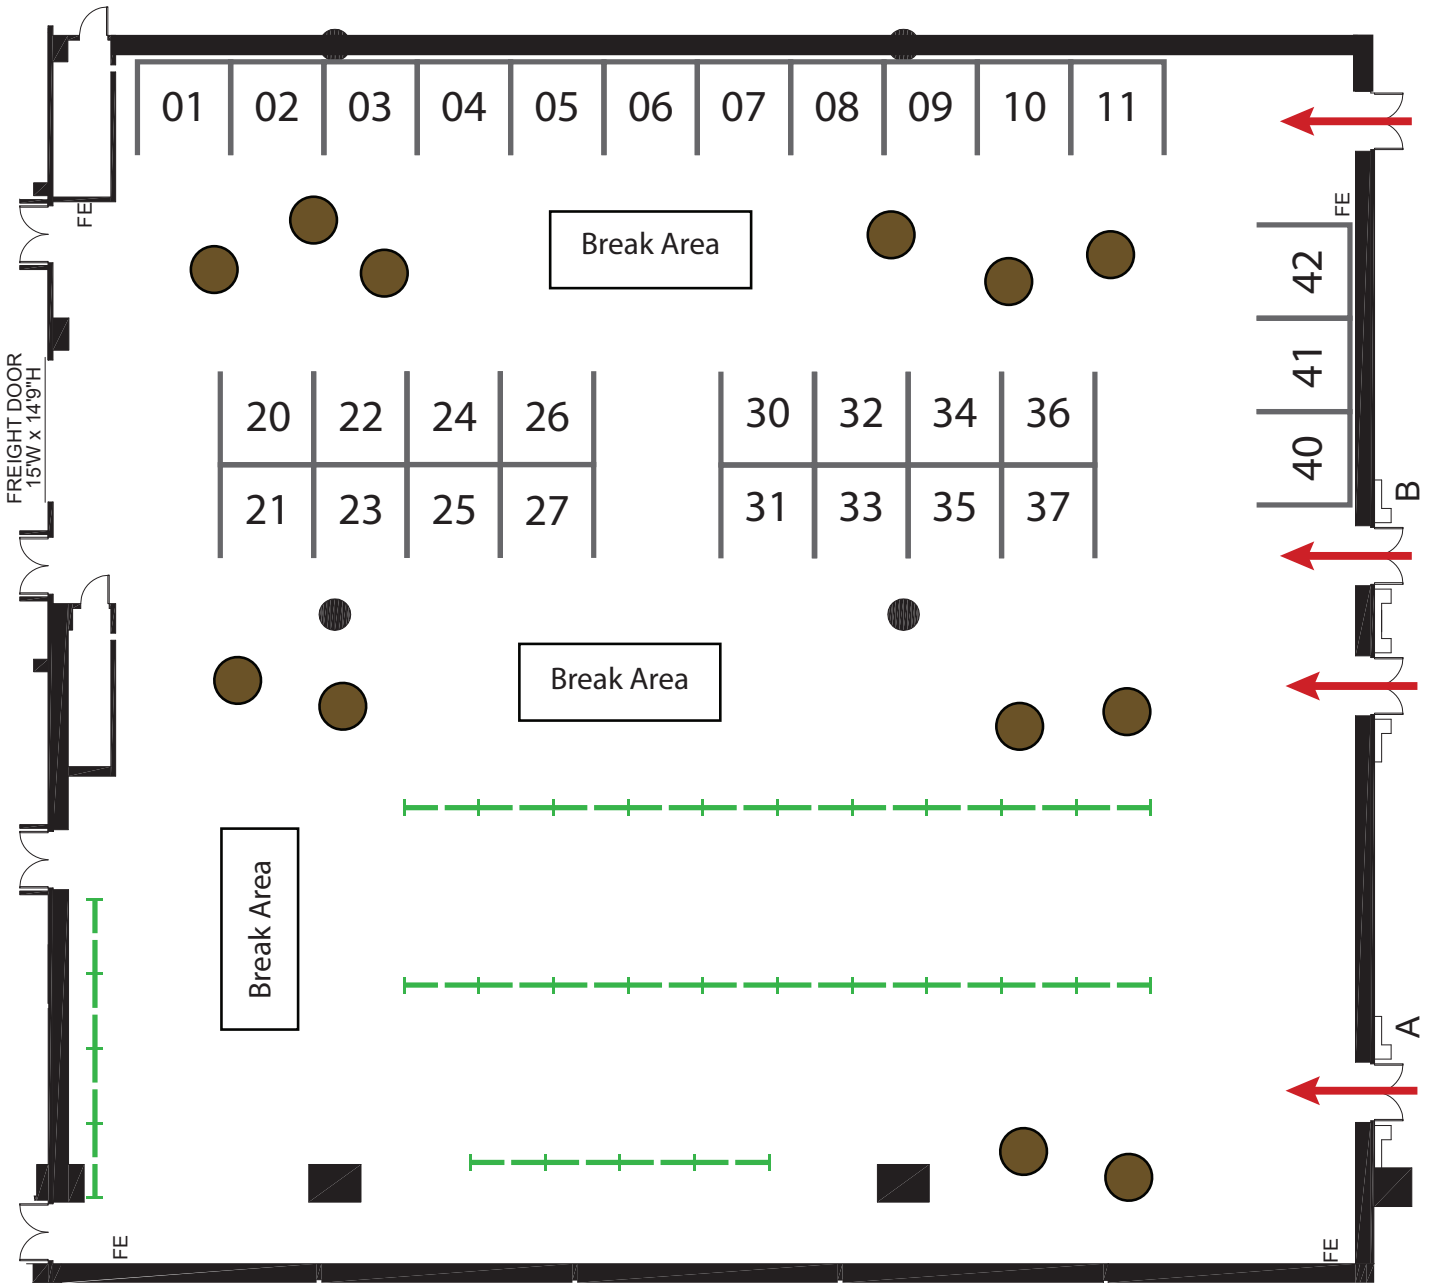 01 02 03 04 05 06 07 08 09 10 11
FE
FE
Break Area
42
41
40
FREIGHT DOOR
15'W x 14'9"H
20 22 24 26
30 32 34 36
21 23 25 27
31 33 35 37
B
Break Area
Break Area
A
FE
FE